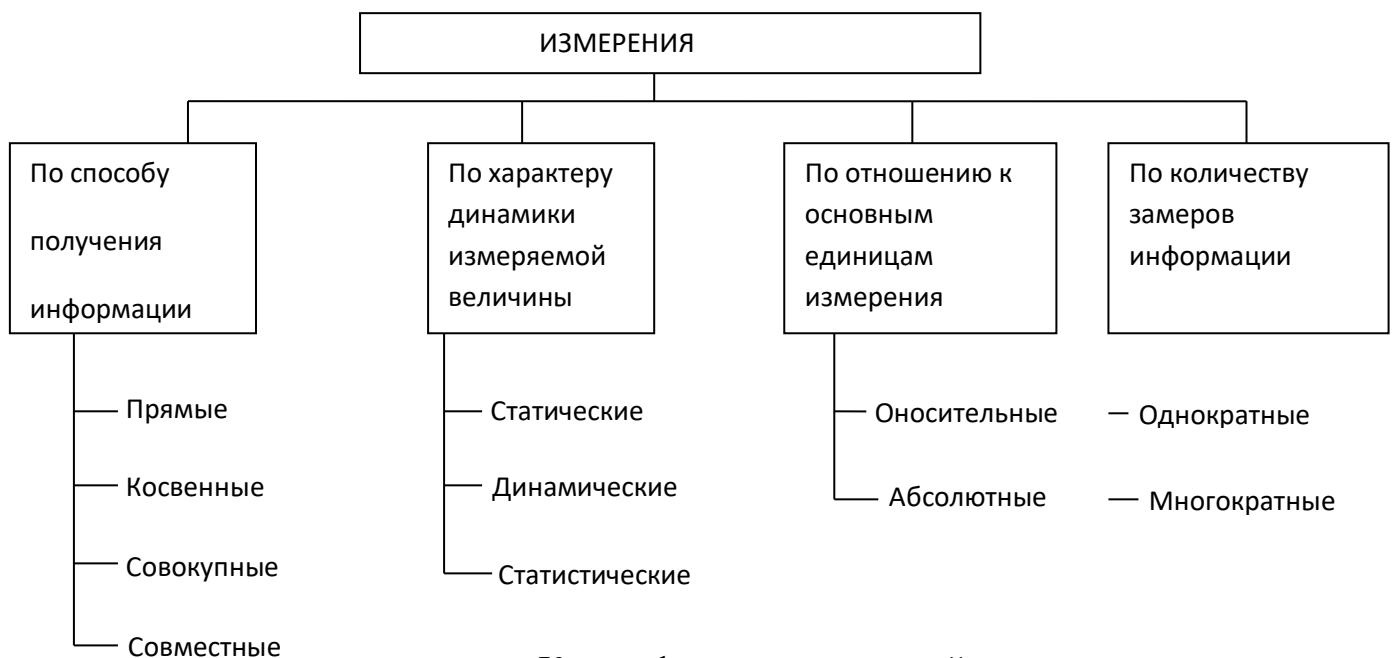 ИЗМЕРЕНИЯ
По способу
получения
информации
По характеру
динамики
измеряемой
величины
По отношению к
основным
единицам
измерения
По количеству
замеров
информации
Прямые
Косвенные
Совокупные
Совместные
Статические
Динамические
Статистические
Оносительные
Абсолютные
Однократные
Многократные